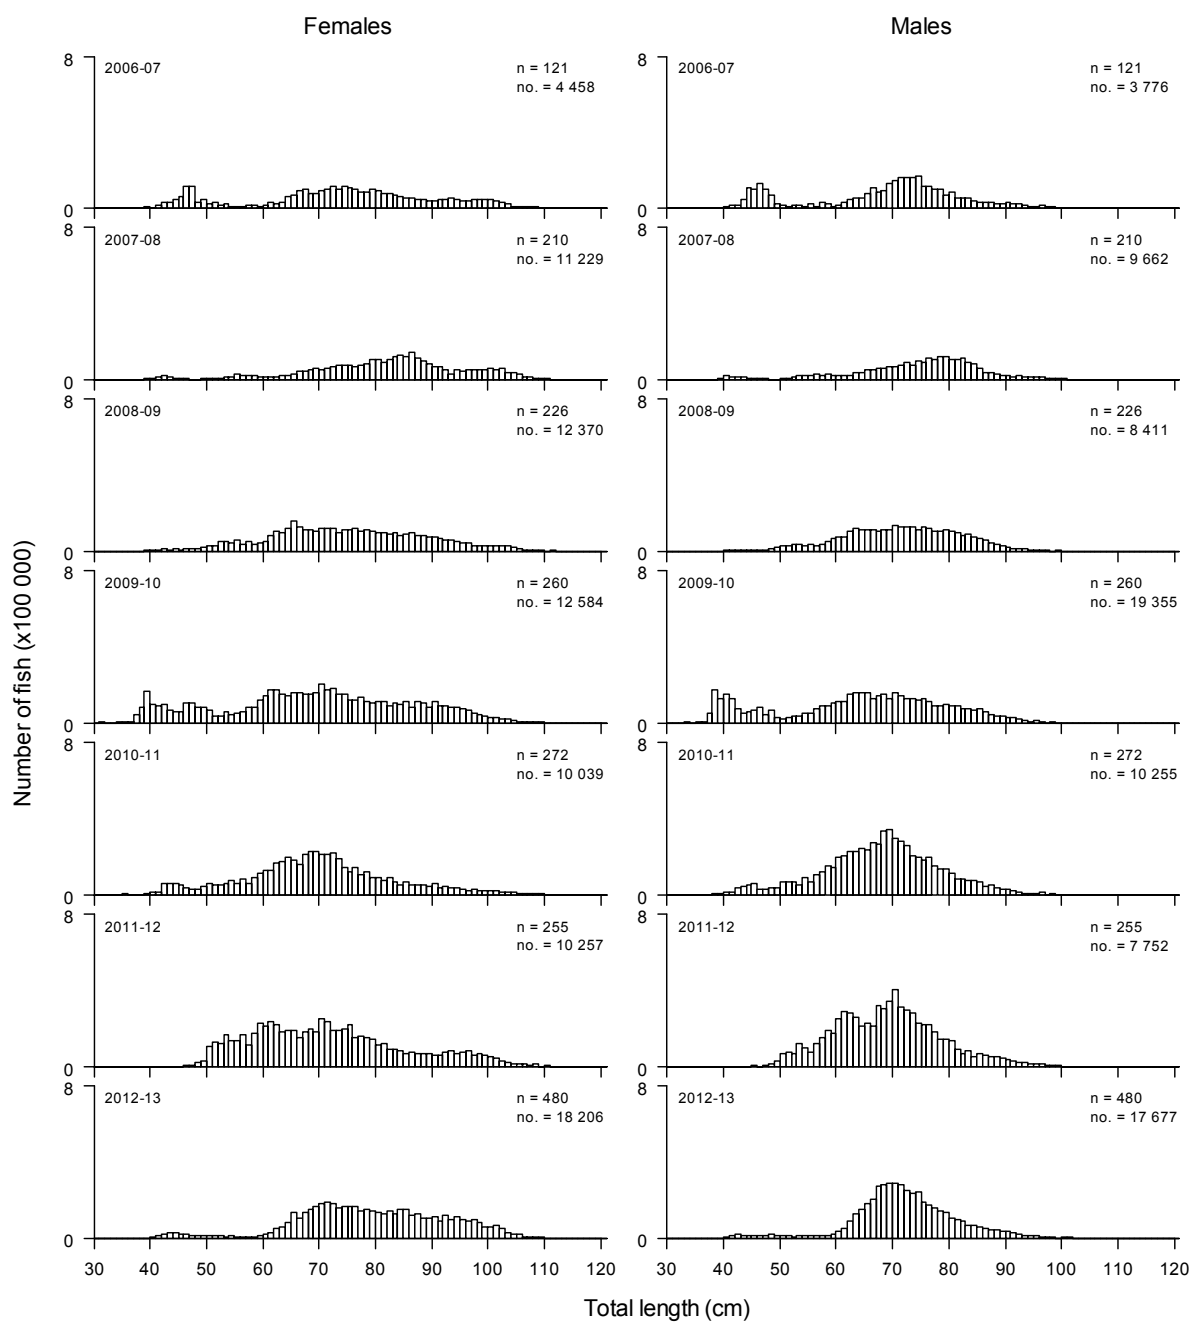 Females Males
8 2006-07 n = 121 8 2006-07 n = 121
no. = 4 458 no. = 3 776
0 0
8 2007-08 n = 210 8 2007-08 n = 210
no. = 11 229 no. = 9 662
0 0
8 2008-09 n = 226 8 2008-09 n = 226
no. = 12 370 no. = 8 411
0 0
8 2009-10 n = 260 8 2009-10 n = 260
no. = 12 584 no. = 19 355
0 0
8 2010-11 n = 272 8 2010-11 n = 272
no. = 10 039 no. = 10 255
0 0
8 2011-12 n = 255 8 2011-12 n = 255
no. = 10 257 no. = 7 752
0 0
8 2012-13 n = 480 8 2012-13 n = 480
no. = 18 206 no. = 17 677
0 0
30 40 50 60 70 80 90 100 110 120 30 40 50 60 70 80 90 100 110 120
Number of fish (x100 000)
Total length (cm)